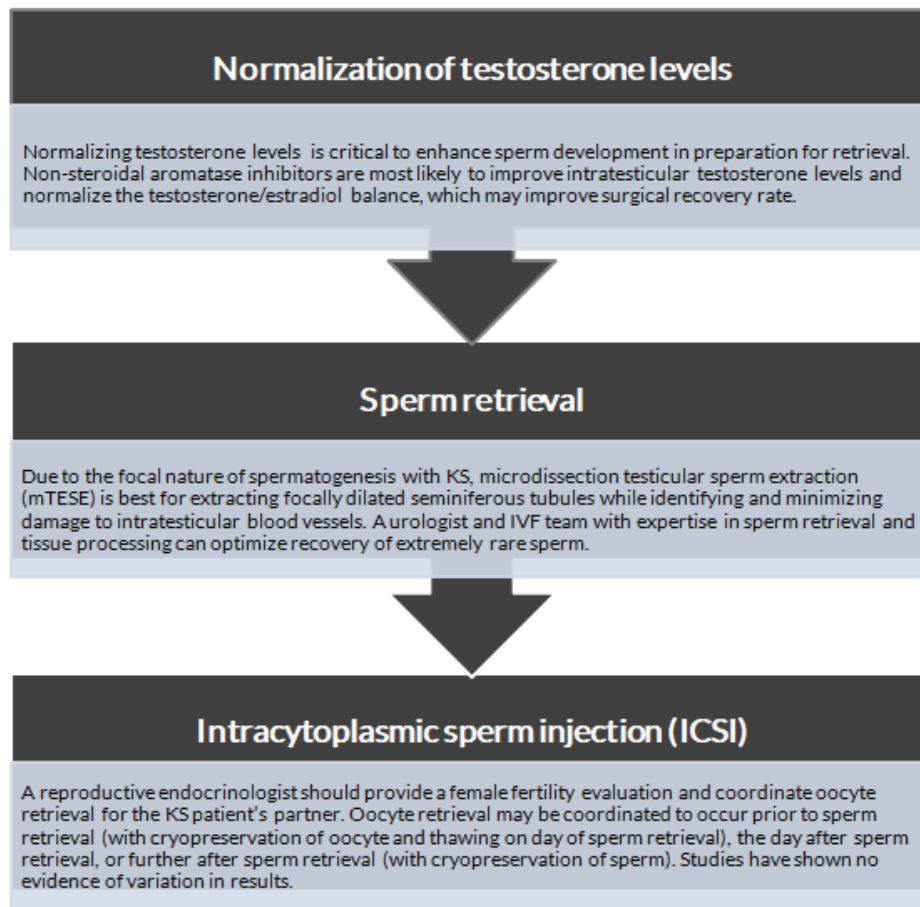 Normalization of testosterone levels
Normalizing testosterone levels is critical to enhance sperm development in preparation for retrieval.
Non-steroidal aromatase inhibitors are most likely to improve intratesticular testosterone levels and
normalize the testosterone/estradiol balance, which may improve surgical recovery rate.
Sperm retrieval
Due to the focal nature of spermatogenesis with KS, microdissection testicular sperm extraction
(mTESE) is best for extracting focally dilated seminiferous tubules while identifying and minimizing
damage to intratesticular blood vessels. A urologist and IVF team with expertise in sperm retrieval and
tissue processing can optimize recovery of extremely rare sperm.
Intracytoplasmic sperm injection (ICSI)
A reproductive endocrinologist should provide a female fertility evaluation and coordinate oocyte
retrieval for the KS patient's partner. Oocyte retrieval may be coordinated to occur prior to sperm
retrieval (with cryopreservation of oocyte and thawing on day of sperm retrieval), the day after sperm
retrieval, or further after sperm retrieval (with cryopreservation of sperm). Studies have shown no
evidence of variation in results.